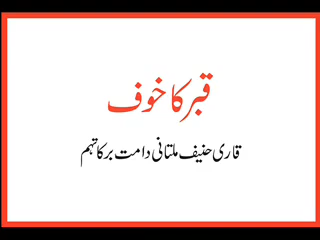 قبر کا خوف
قاری حنیف ملتانی دامت برکاتہم